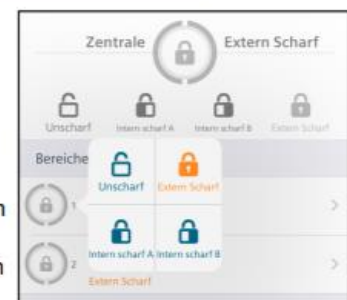 Zentrale Extern Scharf
Unscharf Intern scharf A Intern scharf B Extern Scharf
Bereiche
Unscharf Extern Scharf
1
n
Intern scharf A Intern scharf B
2
n
Extern Scharf